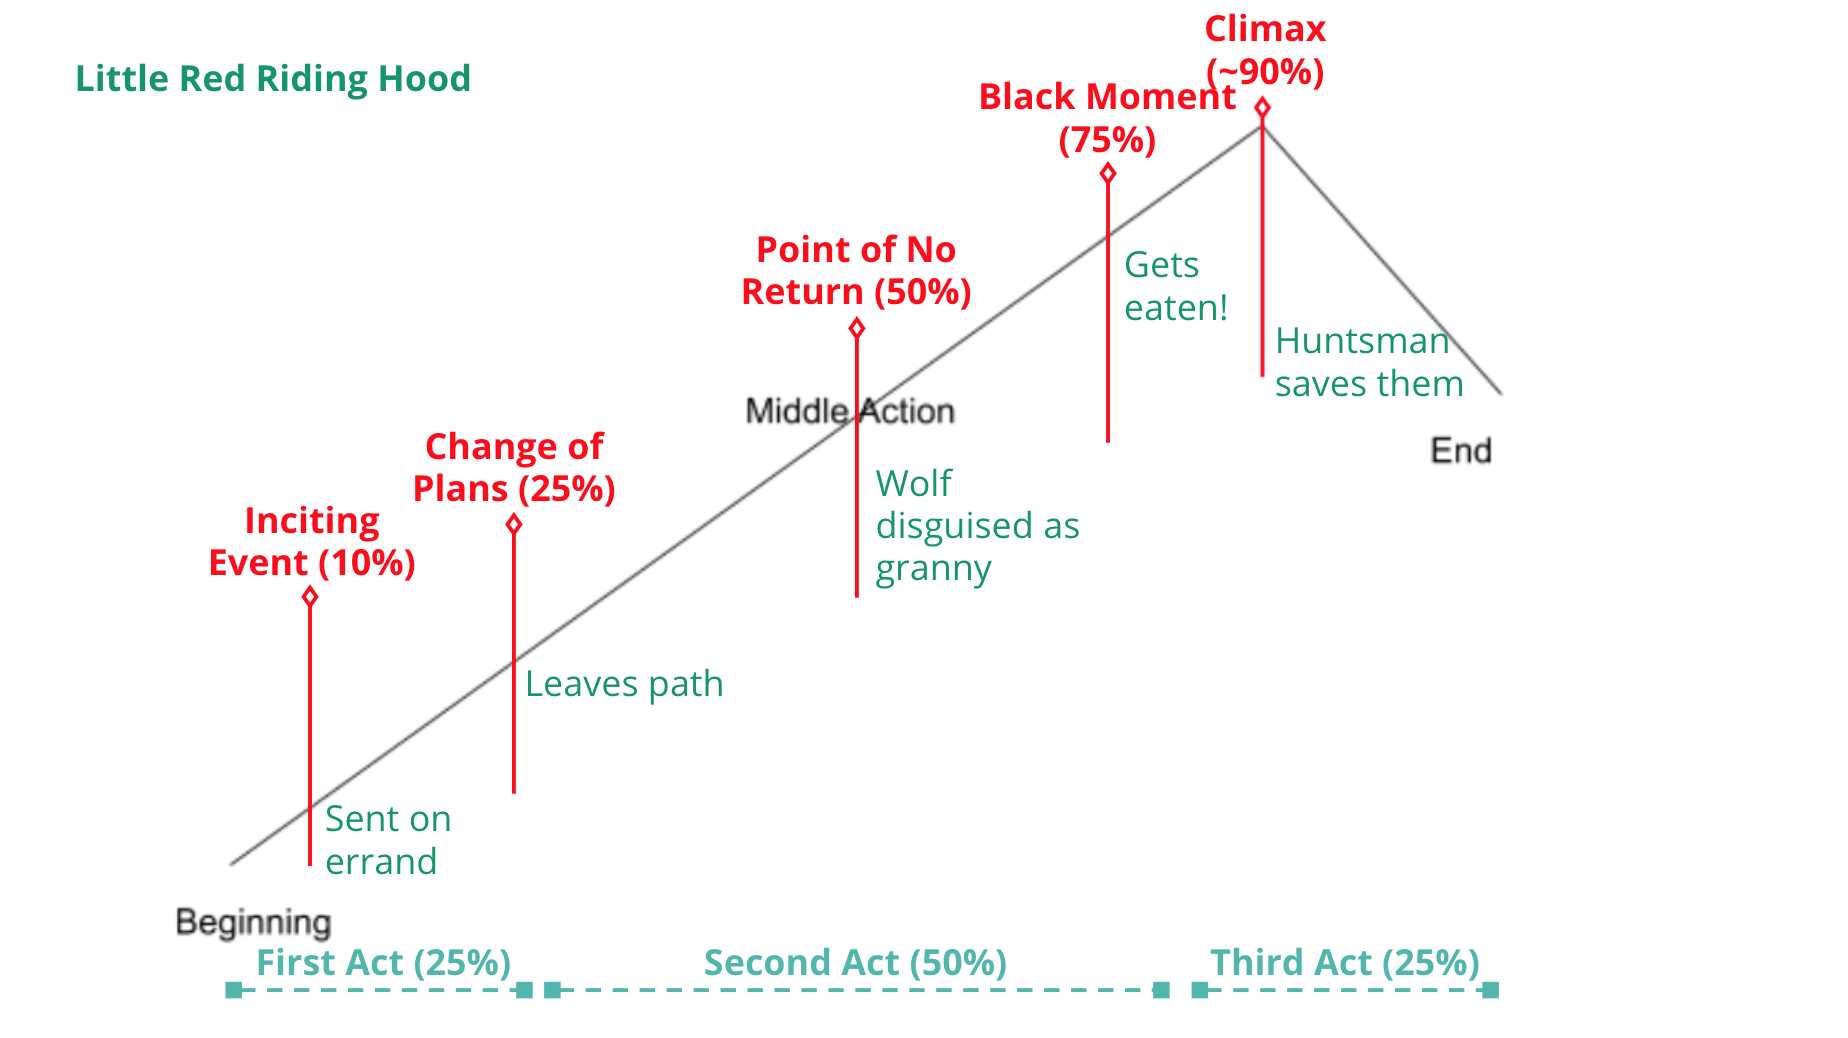 Little Red Riding Hood
Climax
(~90%)
Black Moment
(75%)
Point of No
Return (50%)
Gets
eaten!
Huntsman
saves them
Middle Action
End
Change of
Plans (25%)
Wolf
disguised as
granny
Inciting
Event (10%)
Leaves path
Sent on
errand
Beginning
First Act (25%)
Second Act (50%)
Third Act (25%)